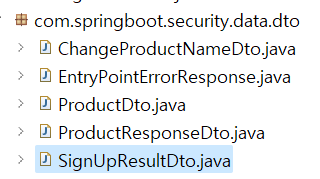 com.springboot.security.data.dto
ChangeProductNameDto.java
EntryPointErrorResponse.java
ProductDto.java
ProductResponseDto.java
SignUpResultDto.java